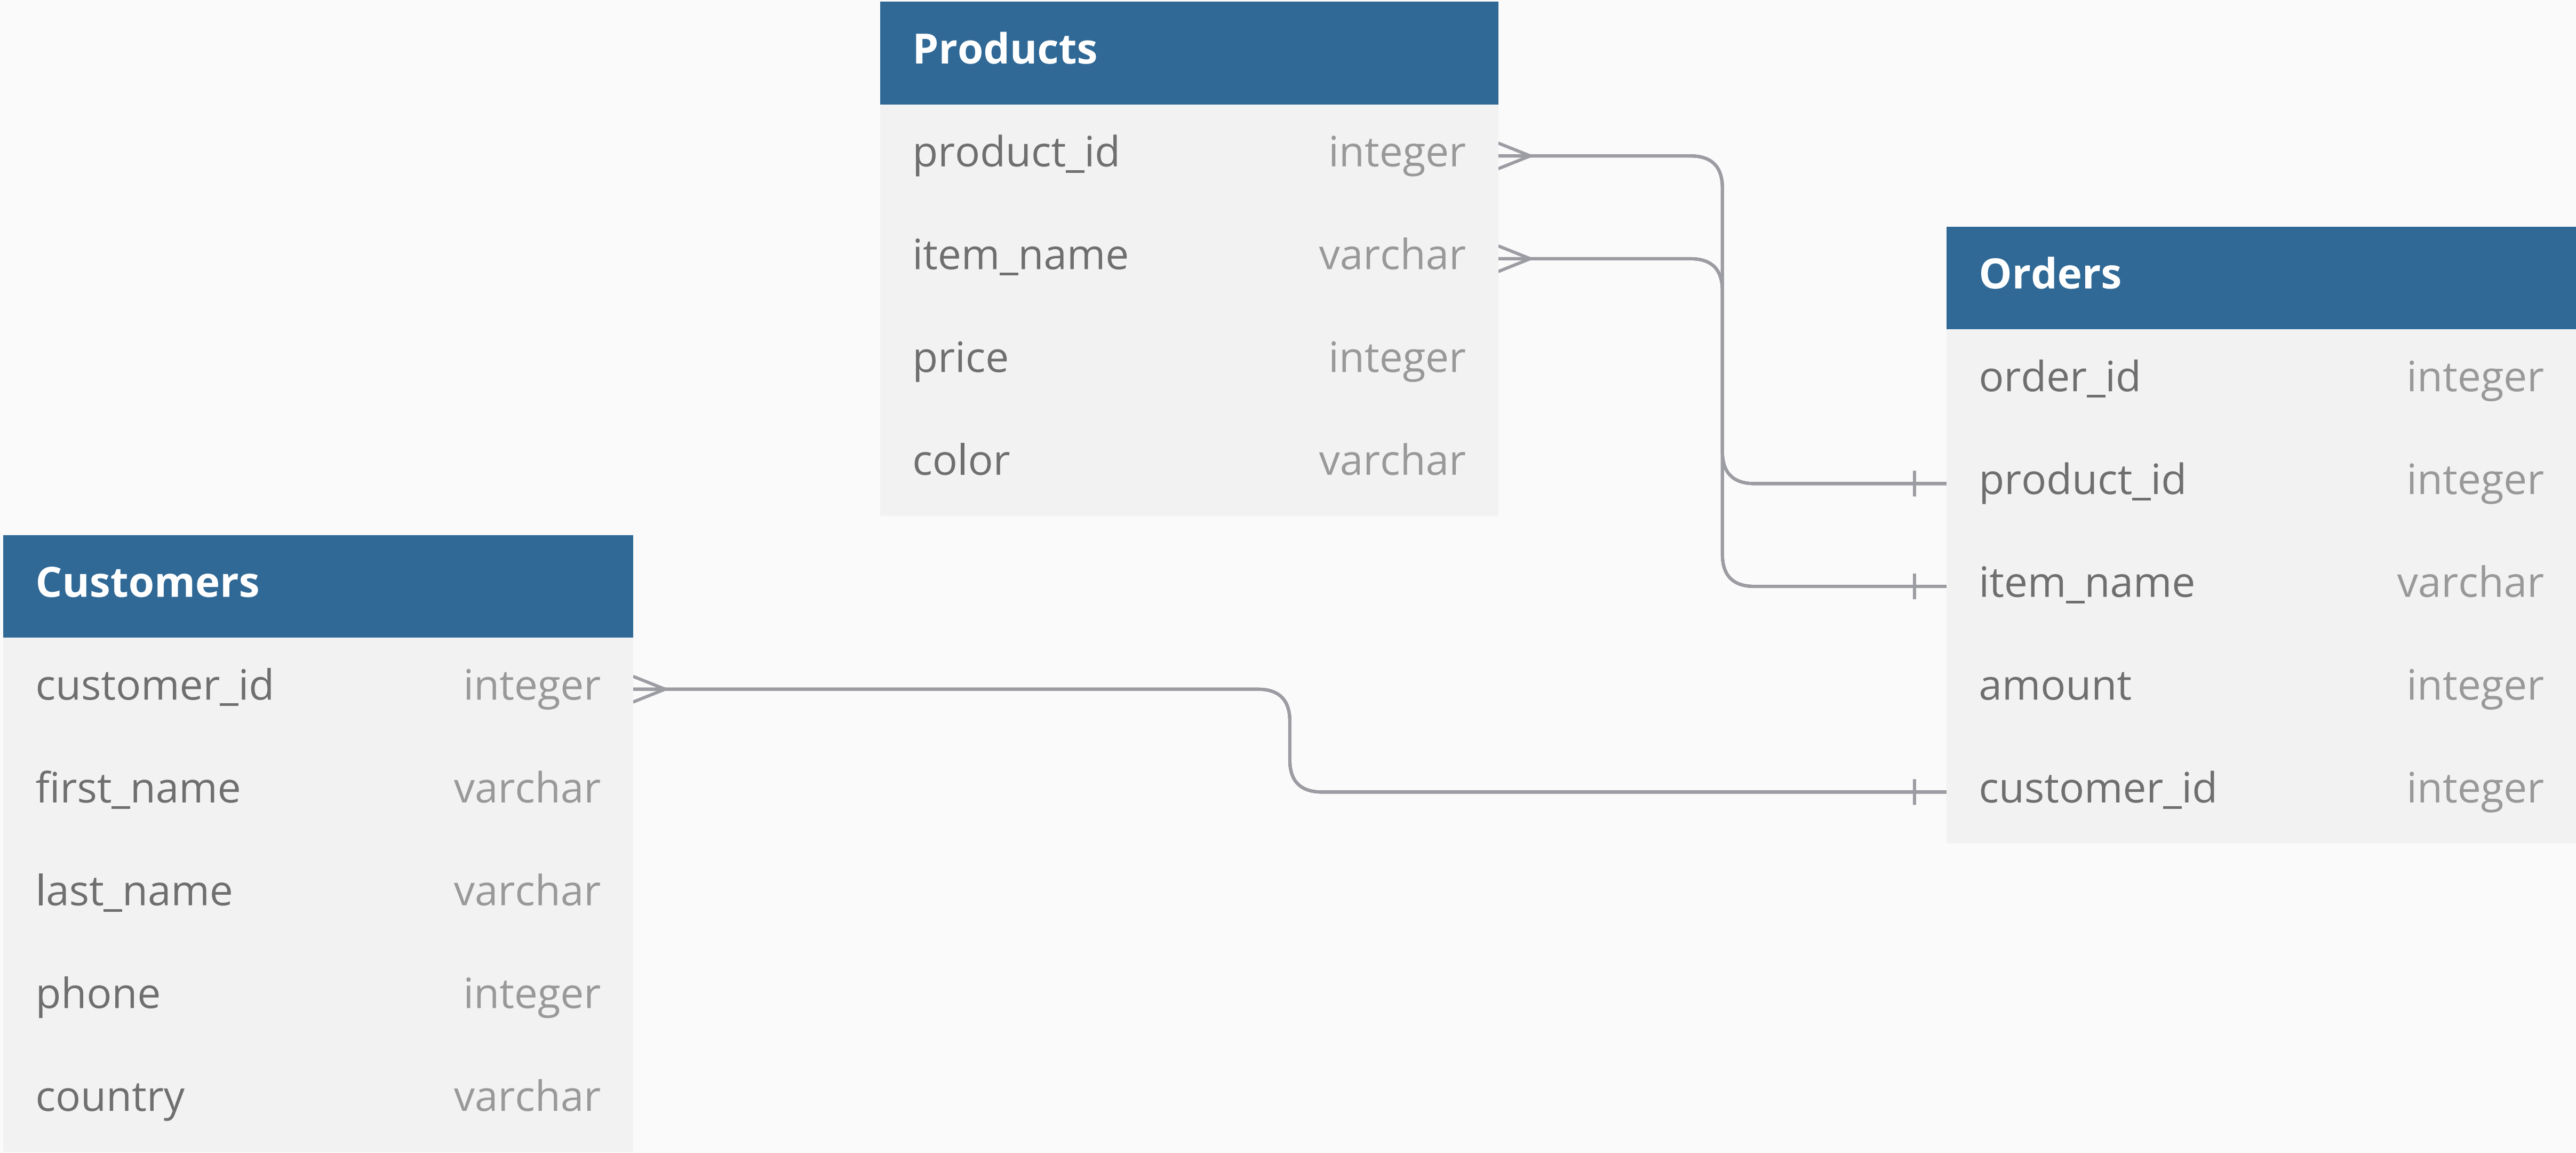 Products
product_id integer
item_name varchar
price integer
color varchar
Orders
order_id integer
product_id integer
item_name varchar
amount integer
customer_id integer
Customers
customer_id integer
first_name varchar
last_name varchar
phone integer
country varchar